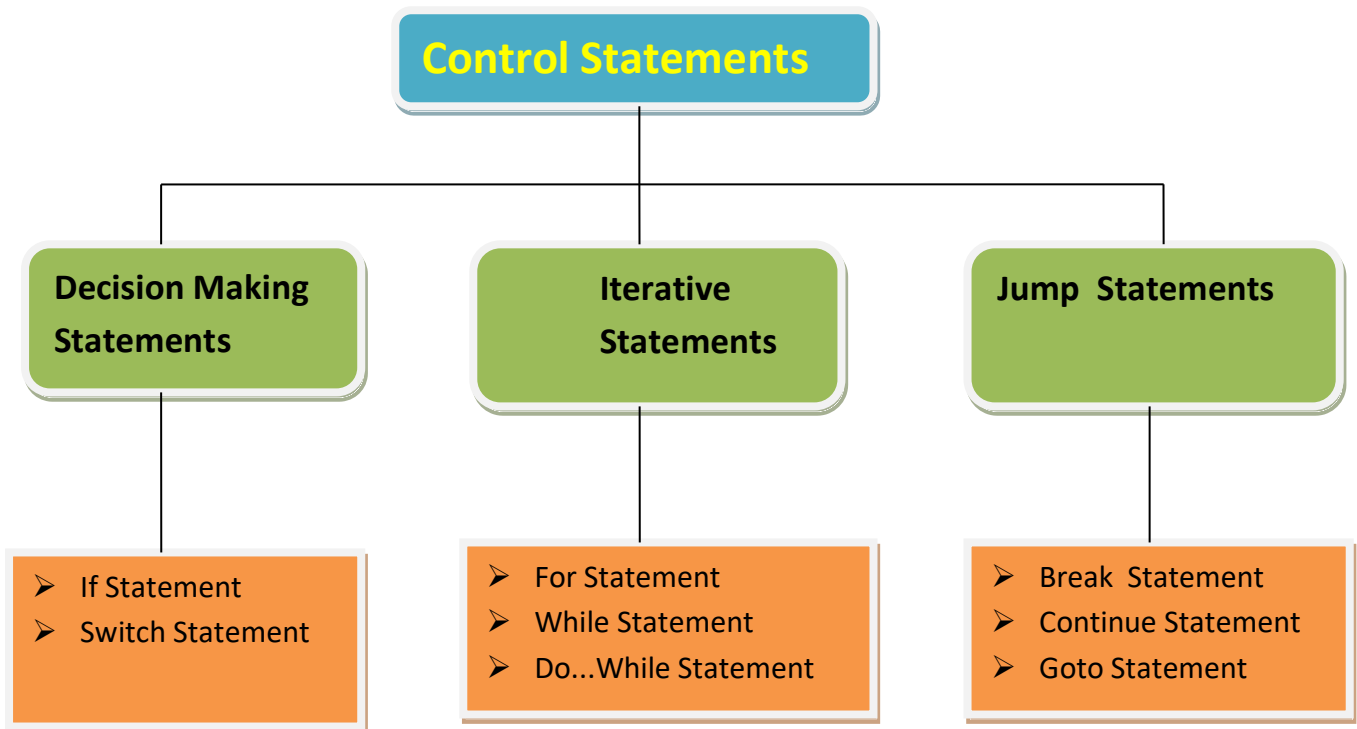 Control Statements
Decision Making
Statements
Iterative
Statements
Jump  Statements
➢ If Statement
➢ Switch Statement
➢ For Statement
➢ While Statement
➢ Do...While Statement
➢ Break  Statement
➢ Continue Statement
➢ Goto Statement